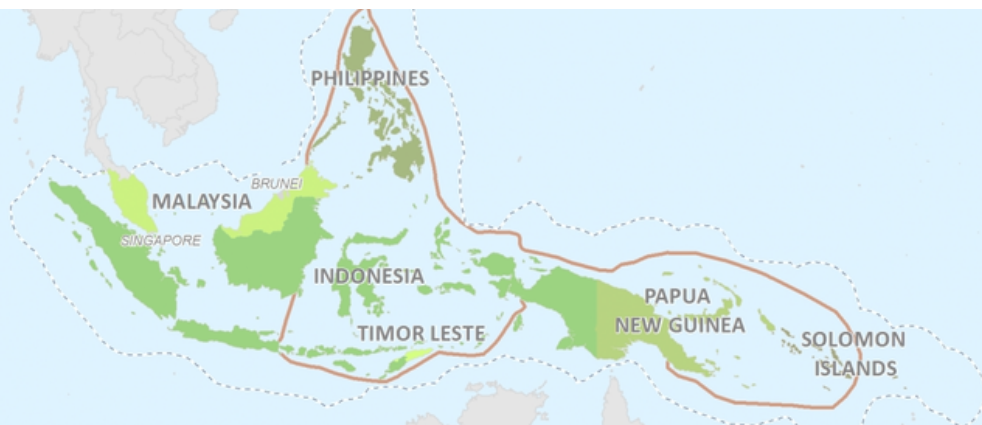 PHILIPPINES
BRUNEI
MALAYSIA
SINGAPORE
INDONESIA
PAPUA
NEW GUINEA
TIMOR LESTE
SOLOMON
ISLANDS